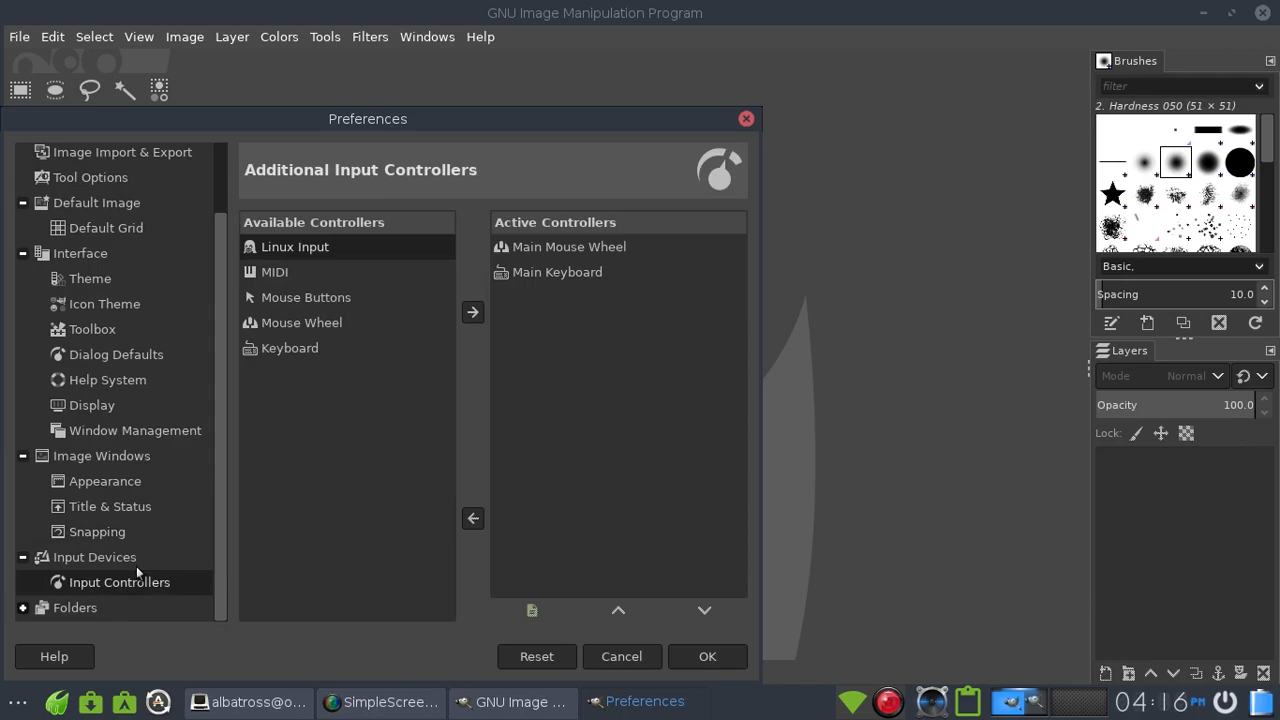 GNU Image Manipulation Program
File Edit Select View Image Layer Colors Tools Filters Windows Help
Brushes
filter
2. Hardness 050 (51 × 51)
Basic,
Spacing 10.0
Layers
Mode Normal
Opacity 100.0
Lock:
Preferences
Image Import & Export
Tool Options
Default Image
Default Grid
Interface
Theme
Icon Theme
Toolbox
Dialog Defaults
Help System
Display
Window Management
Image Windows
Appearance
Title & Status
Snapping
Input Devices
Input Controllers
Folders
Additional Input Controllers
Available Controllers
Linux Input
MIDI
Mouse Buttons
Mouse Wheel
Keyboard
Active Controllers
Main Mouse Wheel
Main Keyboard
Help Reset Cancel OK
albatross@o... SimpleScree... GNU Image ... Preferences 04:16 PM